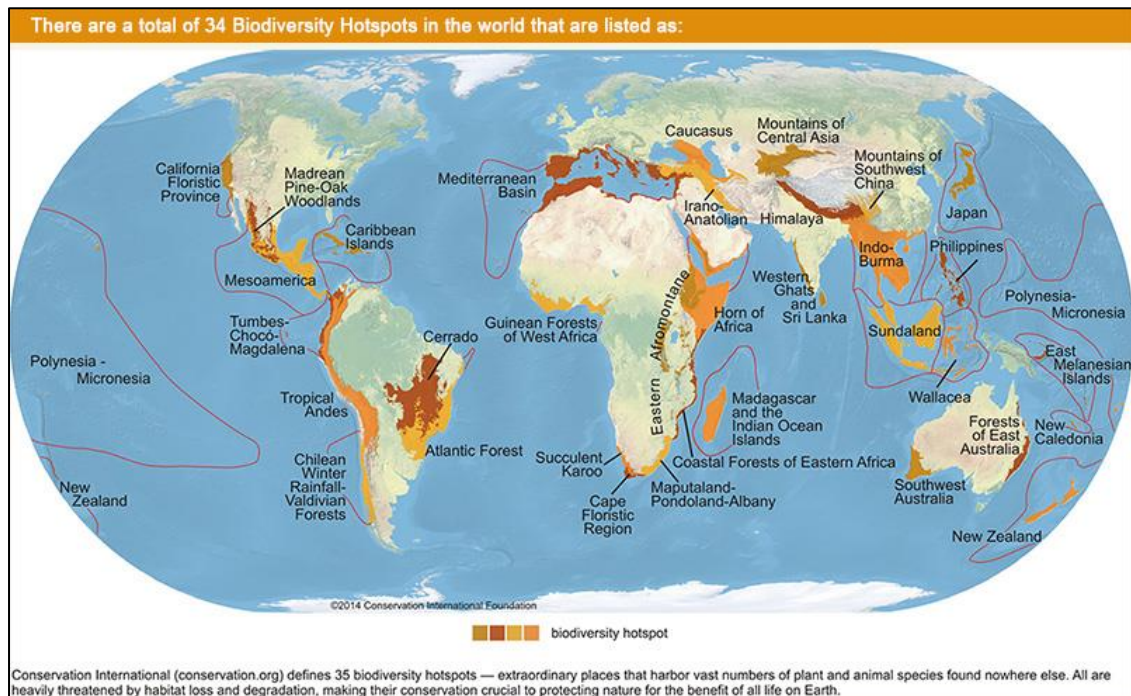 There are a total of 34 Biodiversity Hotspots in the world that are listed as:
California
Floristic
Province
Madrean
Pine-Oak
Woodlands
Caribbean
Islands
Mesoamerica
Tumbes-
Chocó-
Magdalena
Polynesia -
Micronesia
Tropical
Andes
Cerrado
Atlantic Forest
Chilean
Winter
Rainfall-
Valdivian
Forests
New
Zealand
Mediterranean
Basin
Caucasus
Irano-
Anatolian
Mountains of
Central Asia
Mountains of
Southwest
China
Himalaya
Japan
Indo-
Burma
Philippines
Western
Ghats
and
Sri Lanka
Guinean Forests
of West Africa
Eastern Afromontane
Horn of
Africa
Sundaland
Wallacea
Polynesia-
Micronesia
East
Melanesian
Islands
Madagascar
and the
Indian Ocean
Islands
Coastal Forests of Eastern Africa
Succulent
Karoo
Cape
Floristic
Region
Maputaland-
Pondoland-Albany
Forests
of East
Australia
Southwest
Australia
New
Caledonia
New Zealand
©2014 Conservation International Foundation
biodiversity hotspot
Conservation International (conservation.org) defines 35 biodiversity hotspots — extraordinary places that harbor vast numbers of plant and animal species found nowhere else. All are
heavily threatened by habitat loss and degradation, making their conservation crucial to protecting nature for the benefit of all life on Earth.